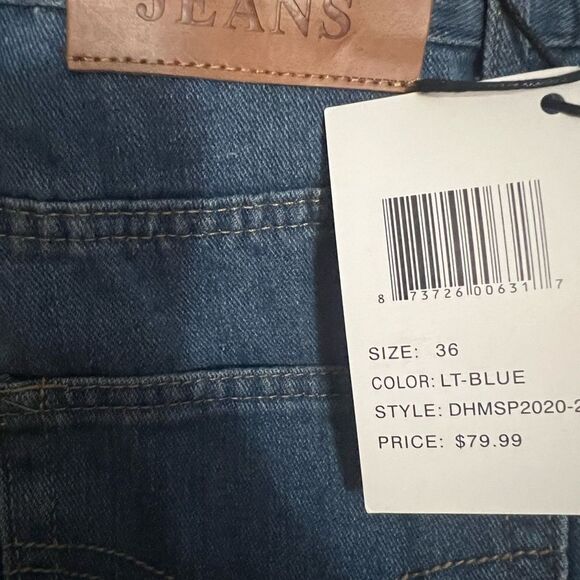 JEANS
8 73726 00631 7
SIZE: 36
COLOR: LT-BLUE
STYLE: DHMSP2020-2
PRICE: $79.99